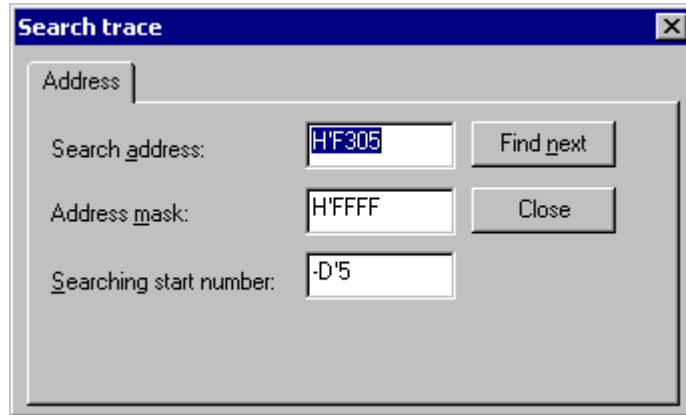 Search trace
Address
Search address: H'F305 Find next
Address mask: H'FFFF Close
Searching start number: -D'5